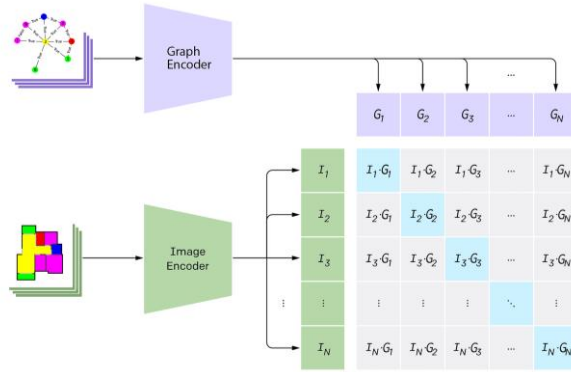 Graph
Encoder
...
G1 G2 G3 ... GN
I1 I1·G1 I1·G2 I1·G3 ... I1·GN
I2 I2·G1 I2·G2 I2·G3 ... I2·GN
Image
Encoder
I3 I3·G1 I3·G2 I3·G3 ... I3·GN
⋮ ⋮ ⋮ ⋮ ⋮ ⋱ ⋮
IN IN·G1 IN·G2 IN·G3 ... IN·GN